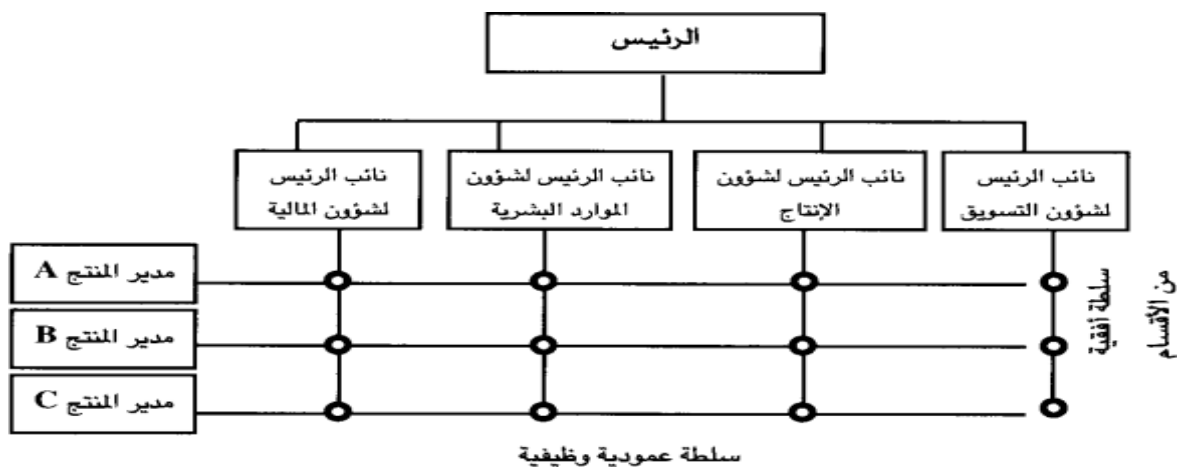 الرئيس
نائب الرئيس
لشؤون التسويق
نائب الرئيس لشؤون
الإنتاج
نائب الرئيس لشؤون
الموارد البشرية
نائب الرئيس
لشؤون المالية
مدير المنتج A
مدير المنتج B
مدير المنتج C
سلطة أفقية
من الأقسام
سلطة عمودية وظيفية